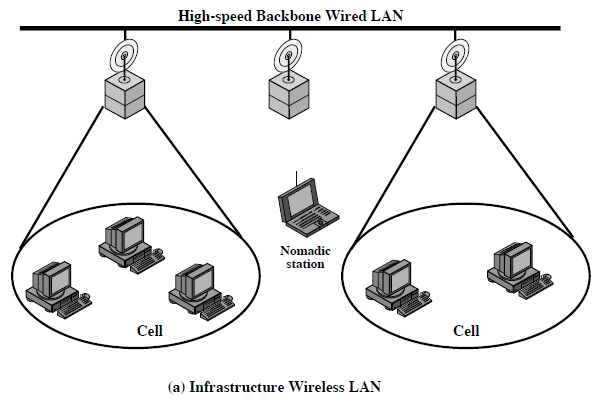 High-speed Backbone Wired LAN
Nomadic
station
Cell
Cell
(a) Infrastructure Wireless LAN